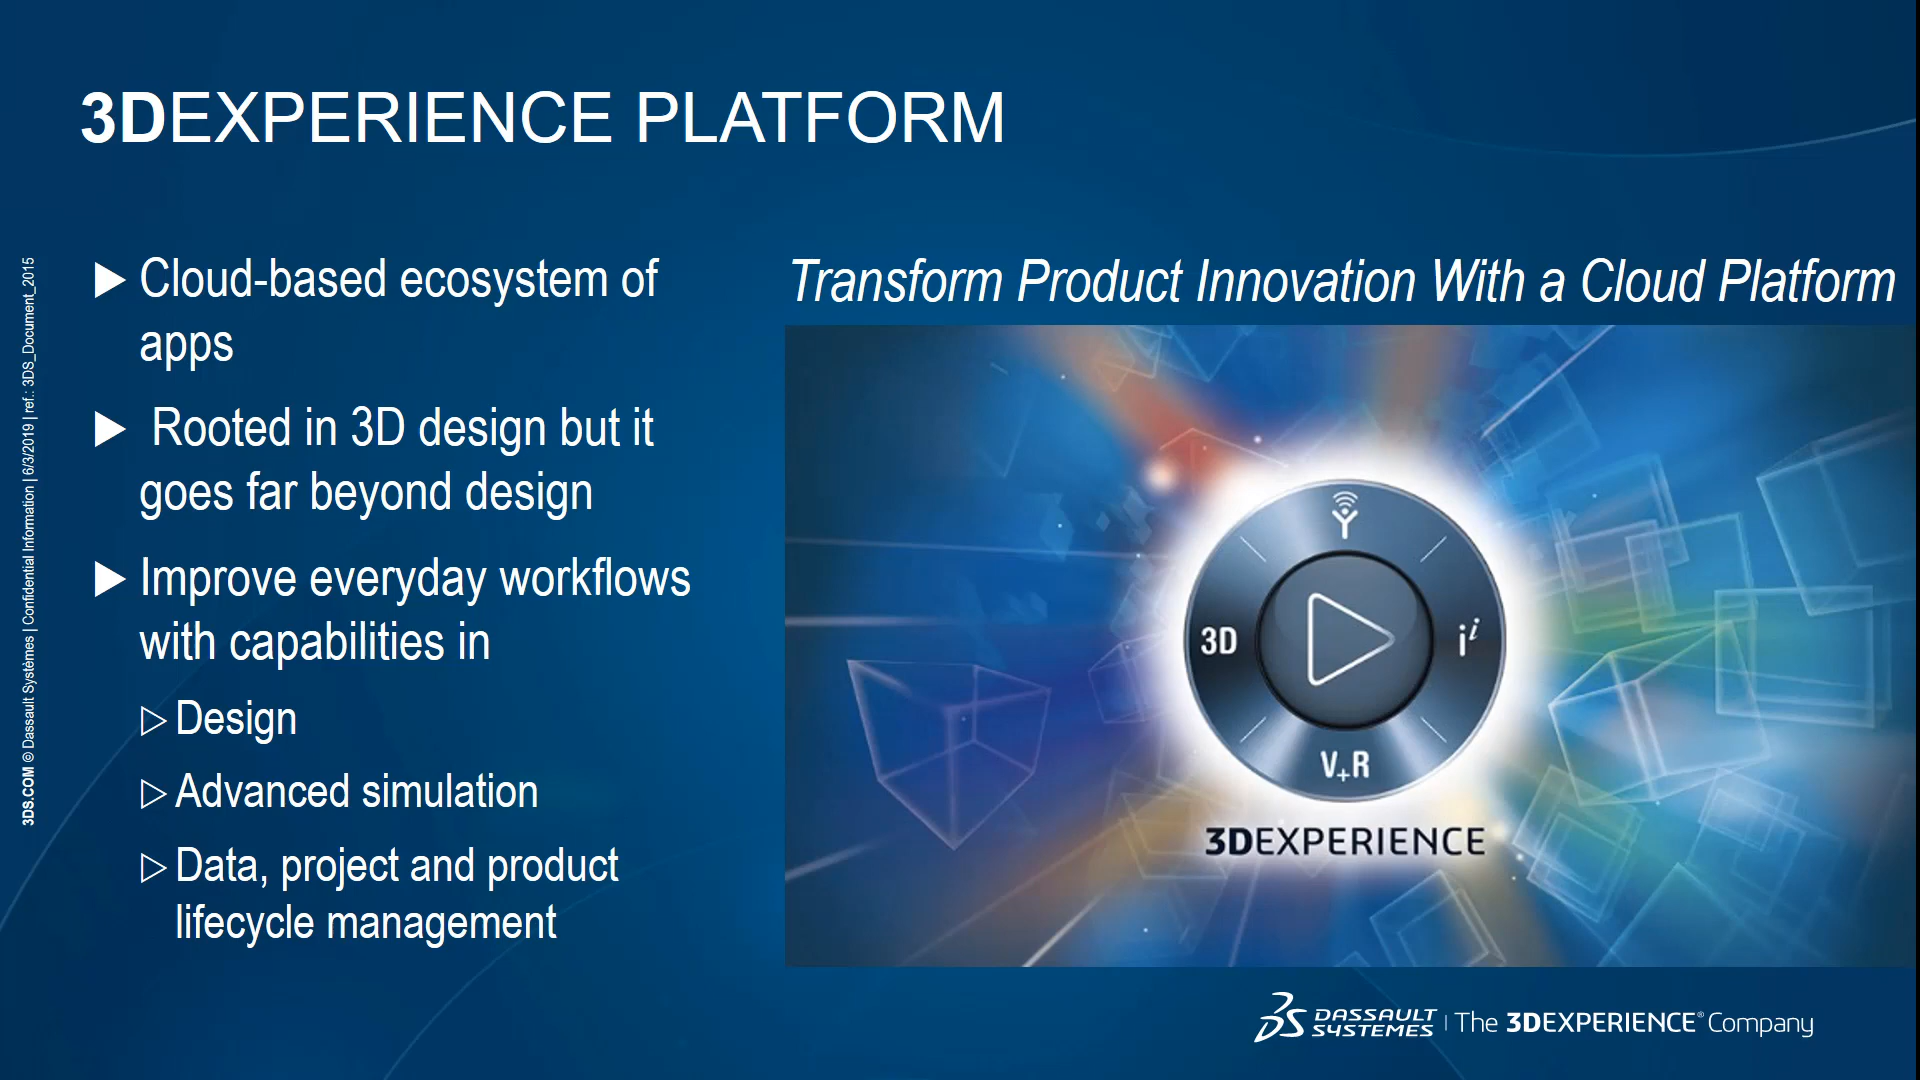 3DEXPERIENCE PLATFORM
Cloud-based ecosystem of
apps
Rooted in 3D design but it
goes far beyond design
Improve everyday workflows
with capabilities in
Design
Advanced simulation
Data, project and product
lifecycle management
Transform Product Innovation With a Cloud Platform
3D
i i
V+R
3DEXPERIENCE
3DS.COM © Dassault Systèmes | Confidential Information | 6/3/2019 | ref.: 3DS_Document_2015
3DS DASSAULT SYSTEMES | The 3DEXPERIENCE® Company